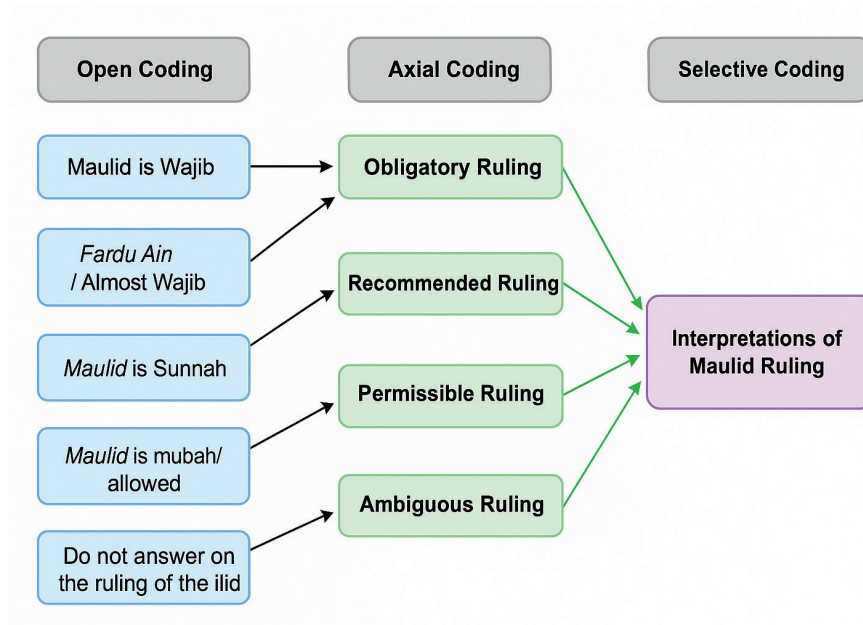 Open Coding
Axial Coding
Selective Coding
Maulid is Wajib
Obligatory Ruling
Fardu Ain
/ Almost Wajib
Recommended Ruling
Maulid is Sunnah
Interpretations of
Maulid Ruling
Permissible Ruling
Maulid is mubah/
allowed
Ambiguous Ruling
Do not answer on
the ruling of the ilid